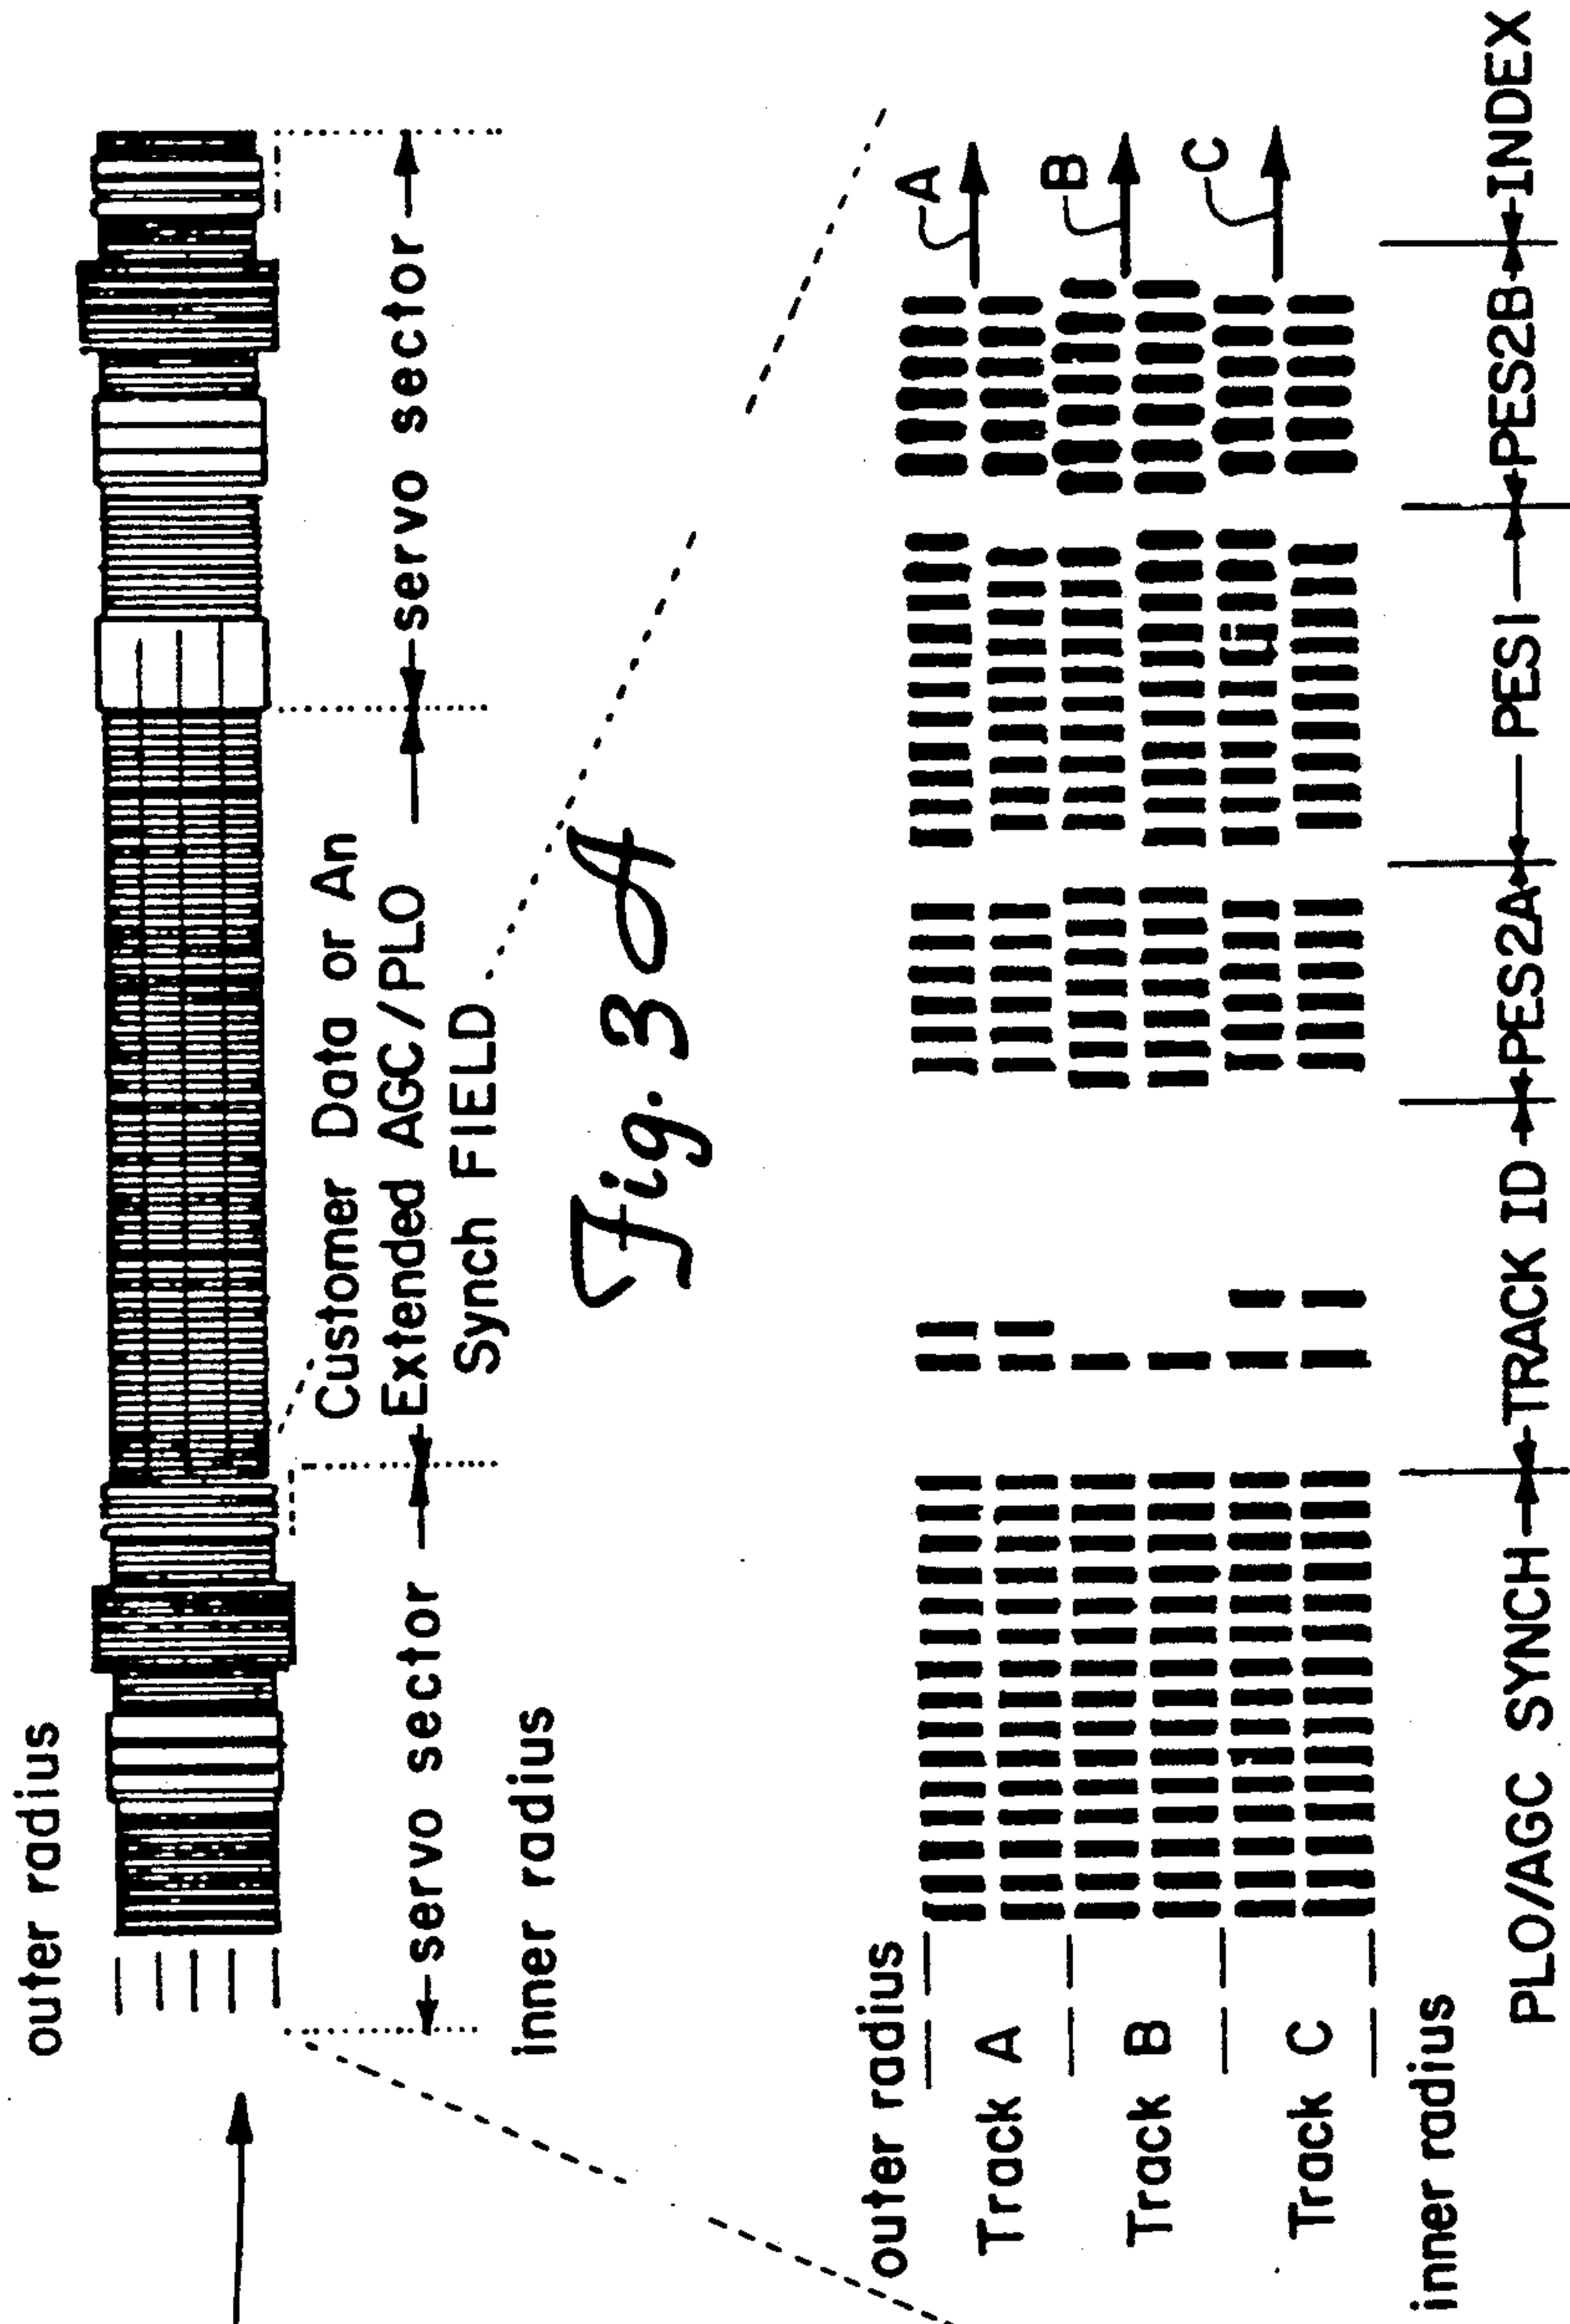 outer radius
servo sector
Customer Data or An
Extended AGC/PLO
Synch FIELD
servo sector
inner radius
Fig. 3A
outer radius
Track A
Track B
Track C
inner radius
A
B
C
PLO/AGC SYNCH
TRACK ID
PES2A
PES1
PES2B
INDEX